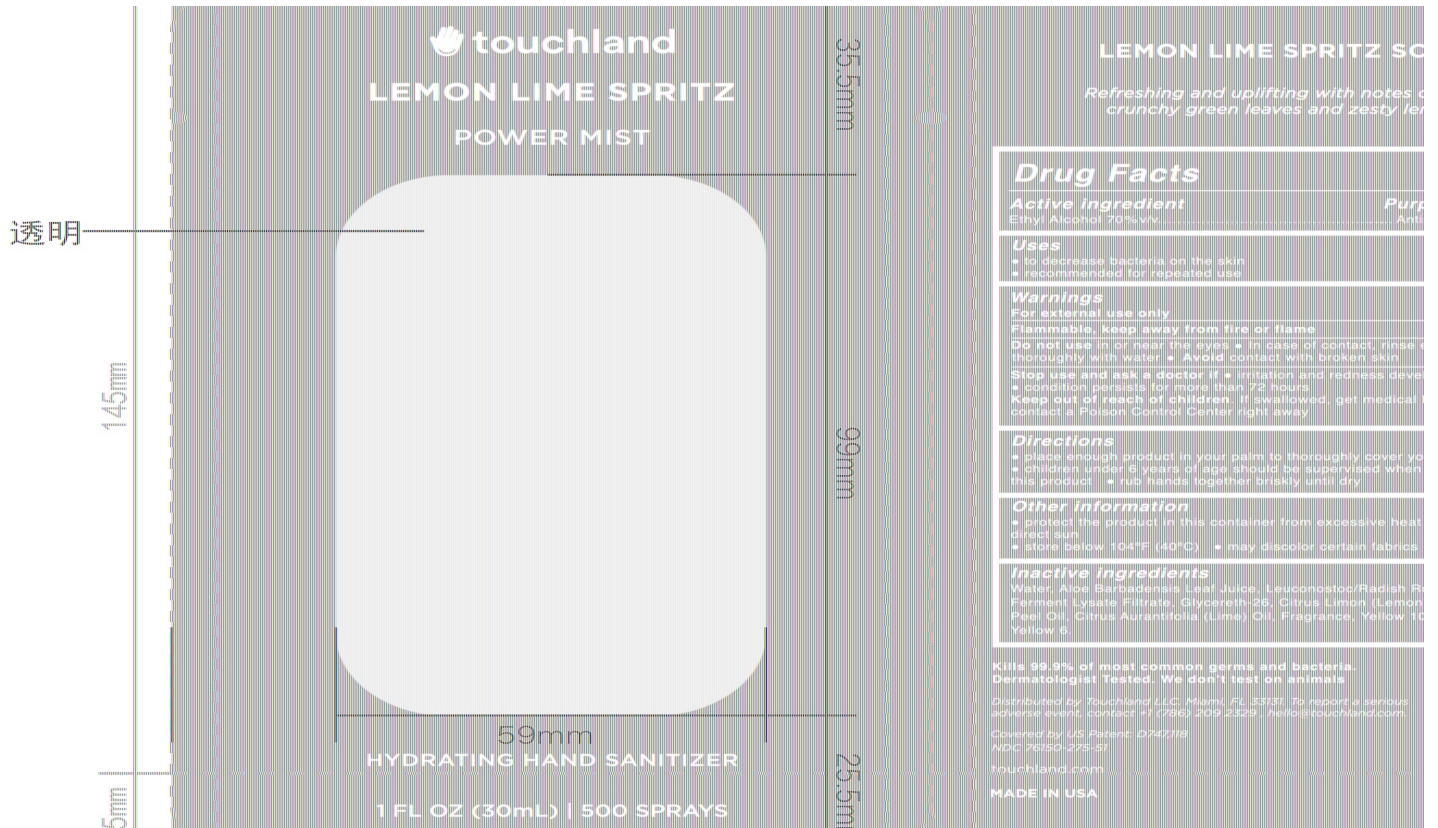 touchland
LEMON LIME SPRITZ
POWER MIST
透明
35.5mm
145mm
99mm
59mm
25.5mm
5mm
HYDRATING HAND SANITIZER
1 FL OZ (30mL) | 500 SPRAYS
LEMON LIME SPRITZ SC
Refreshing and uplifting with notes
crunchy green leaves and zesty
Drug Facts
Active ingredient Purp
Ethyl Alcohol 70%v/v Anti
Uses
• to decrease bacteria on the skin
• recommended for repeated use
Warnings
For external use only
Flammable, keep away from fire or flame
Do not use in or near the eyes • In case of contact, rinse
thoroughly with water • Avoid contact with broken skin
Stop use and ask a doctor if • irritation and redness deve
• condition persists for more than 72 hours
Keep out of reach of children. If swallowed, get medical
contact a Poison Control Center right away
Directions
• place enough product in your palm to thoroughly cover yo
• children under 6 years of age should be supervised when
this product • rub hands together briskly until dry
Other information
• protect the product in this container from excessive heat
direct sun
• store below 104°F (40°C) • may discolor certain fabrics
Inactive ingredients
Water, Aloe Barbadensis Leaf Juice, Leuconostoc/Radish R
Ferment Lysate Filtrate, Glycereth-26, Citrus Limon (Lemon
Peel Oil, Citrus Aurantifolia (Lime) Oil, Fragrance, Yellow 10
Yellow 6.
Kills 99.9% of most common germs and bacteria.
Dermatologist Tested. We don't test on animals
Distributed by Touchland LLC. Miami, FL 33131. To report a serious
adverse event, contact +1 (786) 209 2329 . hello@touchland.com.
Covered by US Patent: D747,118
NDC 76150-275-51
touchland.com
MADE IN USA